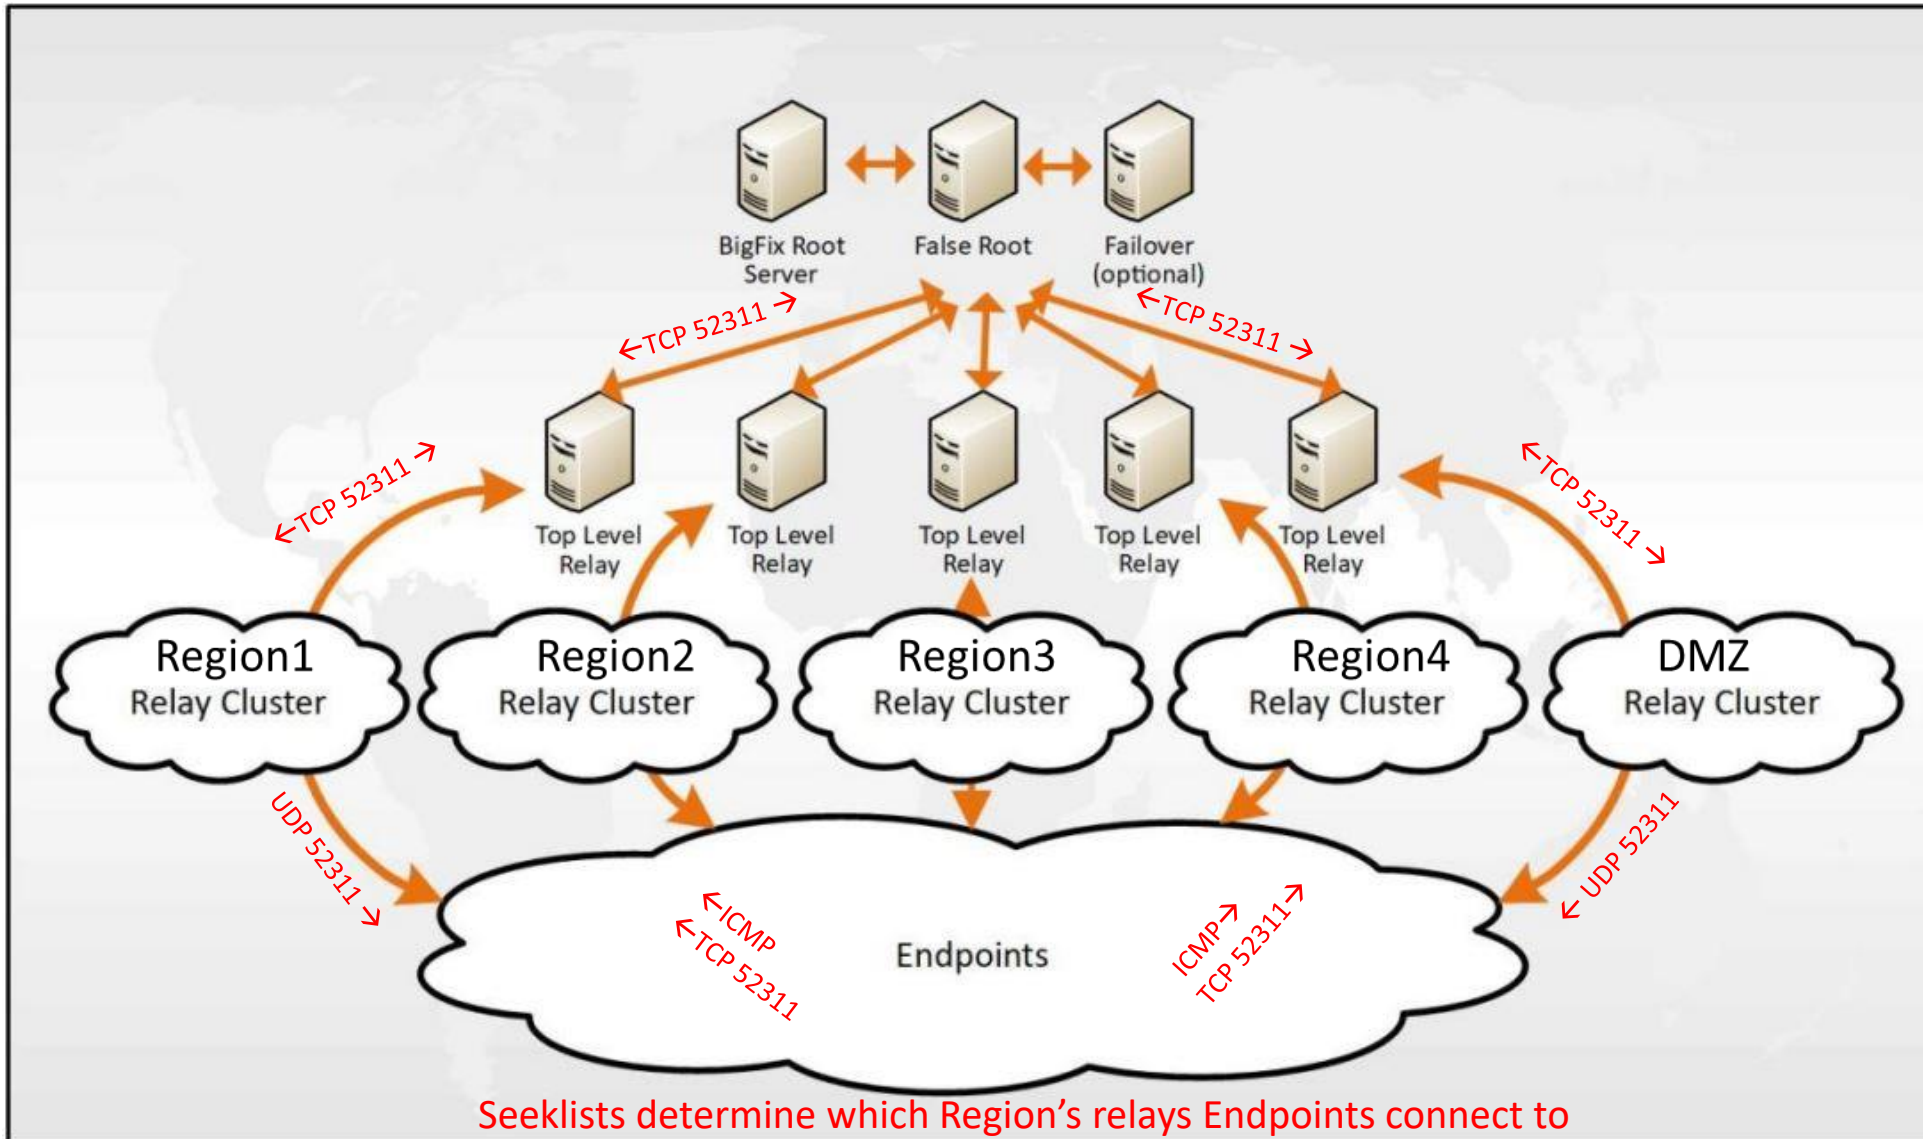 BigFix Root
Server
False Root
Failover
(optional)
←TCP 52311 →
←TCP 52311 →
←TCP 52311 →
←TCP 52311 →
Top Level
Relay
Top Level
Relay
Top Level
Relay
Top Level
Relay
Top Level
Relay
Region1
Relay Cluster
Region2
Relay Cluster
Region3
Relay Cluster
Region4
Relay Cluster
DMZ
Relay Cluster
UDP 52311 →
← UDP 52311
←ICMP
←TCP 52311
Endpoints
ICMP→
TCP 52311→
Seeklists determine which Region’s relays Endpoints connect to